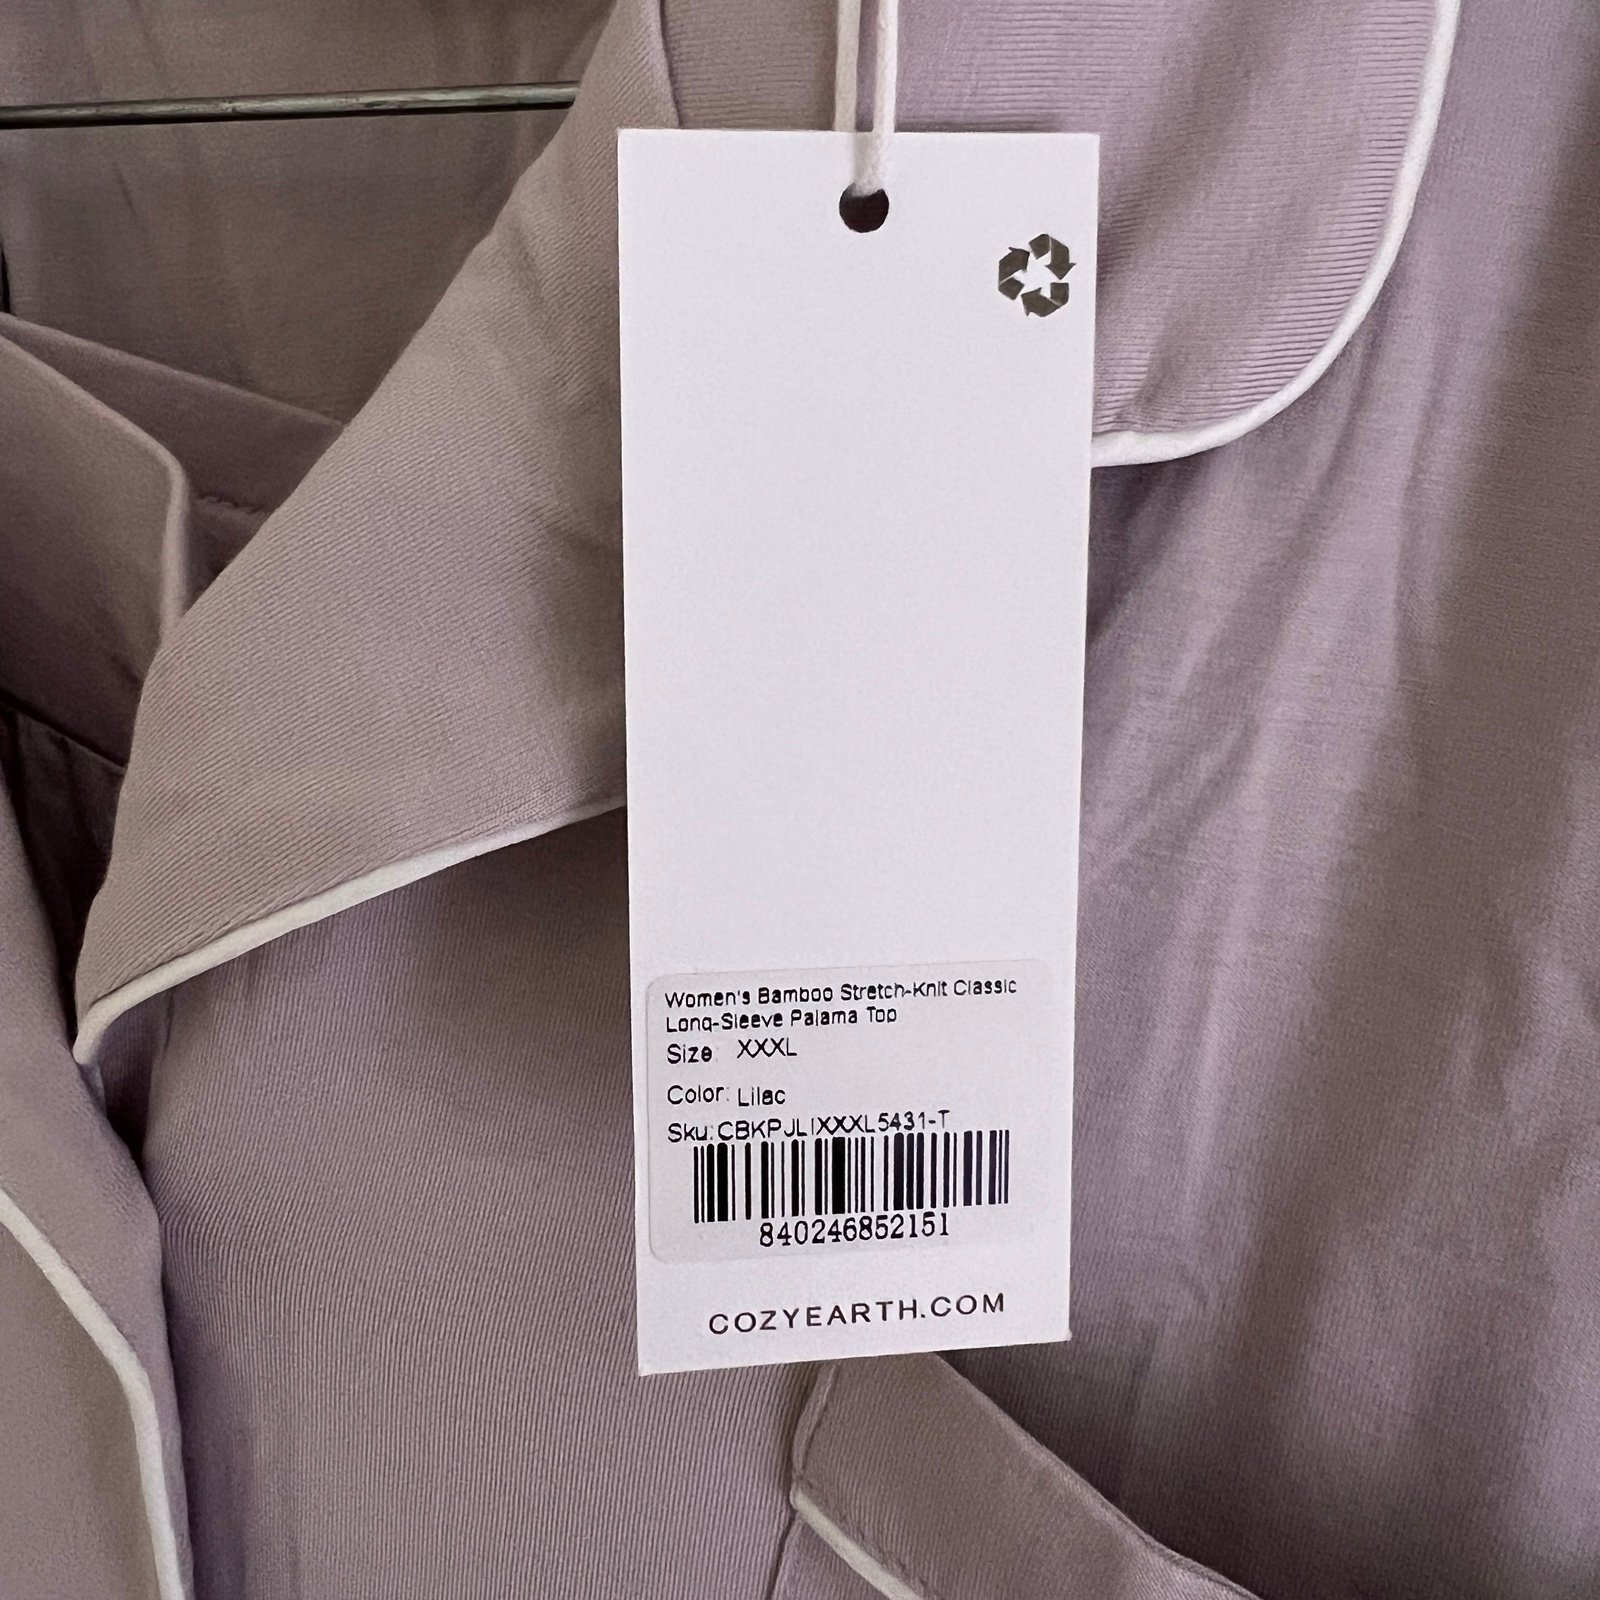 Women's Bamboo Stretch-Knit Classic
Long-Sleeve Pajama Top
Size: XXXL
Color: Lilac
Sku:CBKPJLIXXXL5431-T
840246852151
COZYEARTH.COM